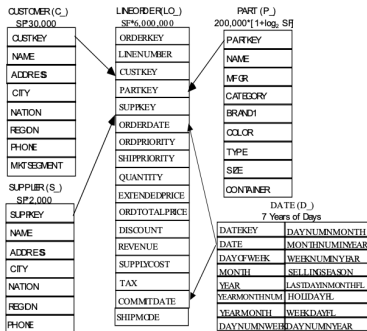 CUSTOMER (C_)
SF*30,000
CUSTKEY
NAME
ADDRESS
CITY
NATION
REGION
PHONE
MKTSEGMENT
SUPPLIER (S_)
SF*2,000
SUPPKEY
NAME
ADDRESS
CITY
NATION
REGION
PHONE
LINEORDER(LO_)
SF*6,000,000
ORDERKEY
LINENUMBER
CUSTKEY
PARTKEY
SUPPKEY
ORDERDATE
ORDPRIORITY
SHIPPRIORITY
QUANTITY
EXTENDEDPRICE
ORDTOTALPRICE
DISCOUNT
REVENUE
SUPPLYCOST
TAX
COMMITDATE
SHIPMODE
PART (P_)
200,000*[1+log₂ SF]
PARTKEY
NAME
MFGR
CATEGORY
BRAND1
COLOR
TYPE
SIZE
CONTAINER
DATE (D_)
7 Years of Days
DATEKEY DAYNUMINMONTH
DATE MONTHNUMINYEAR
DAYOFWEEK WEEKNUMINYEAR
MONTH SELLINGSEASON
YEAR LASTDAYINMONTHFL
YEARMONTHNUM HOLIDAYFL
YEARMONTH WEEKDAYFL
DAYNUMINWEEK DAYNUMINYEAR